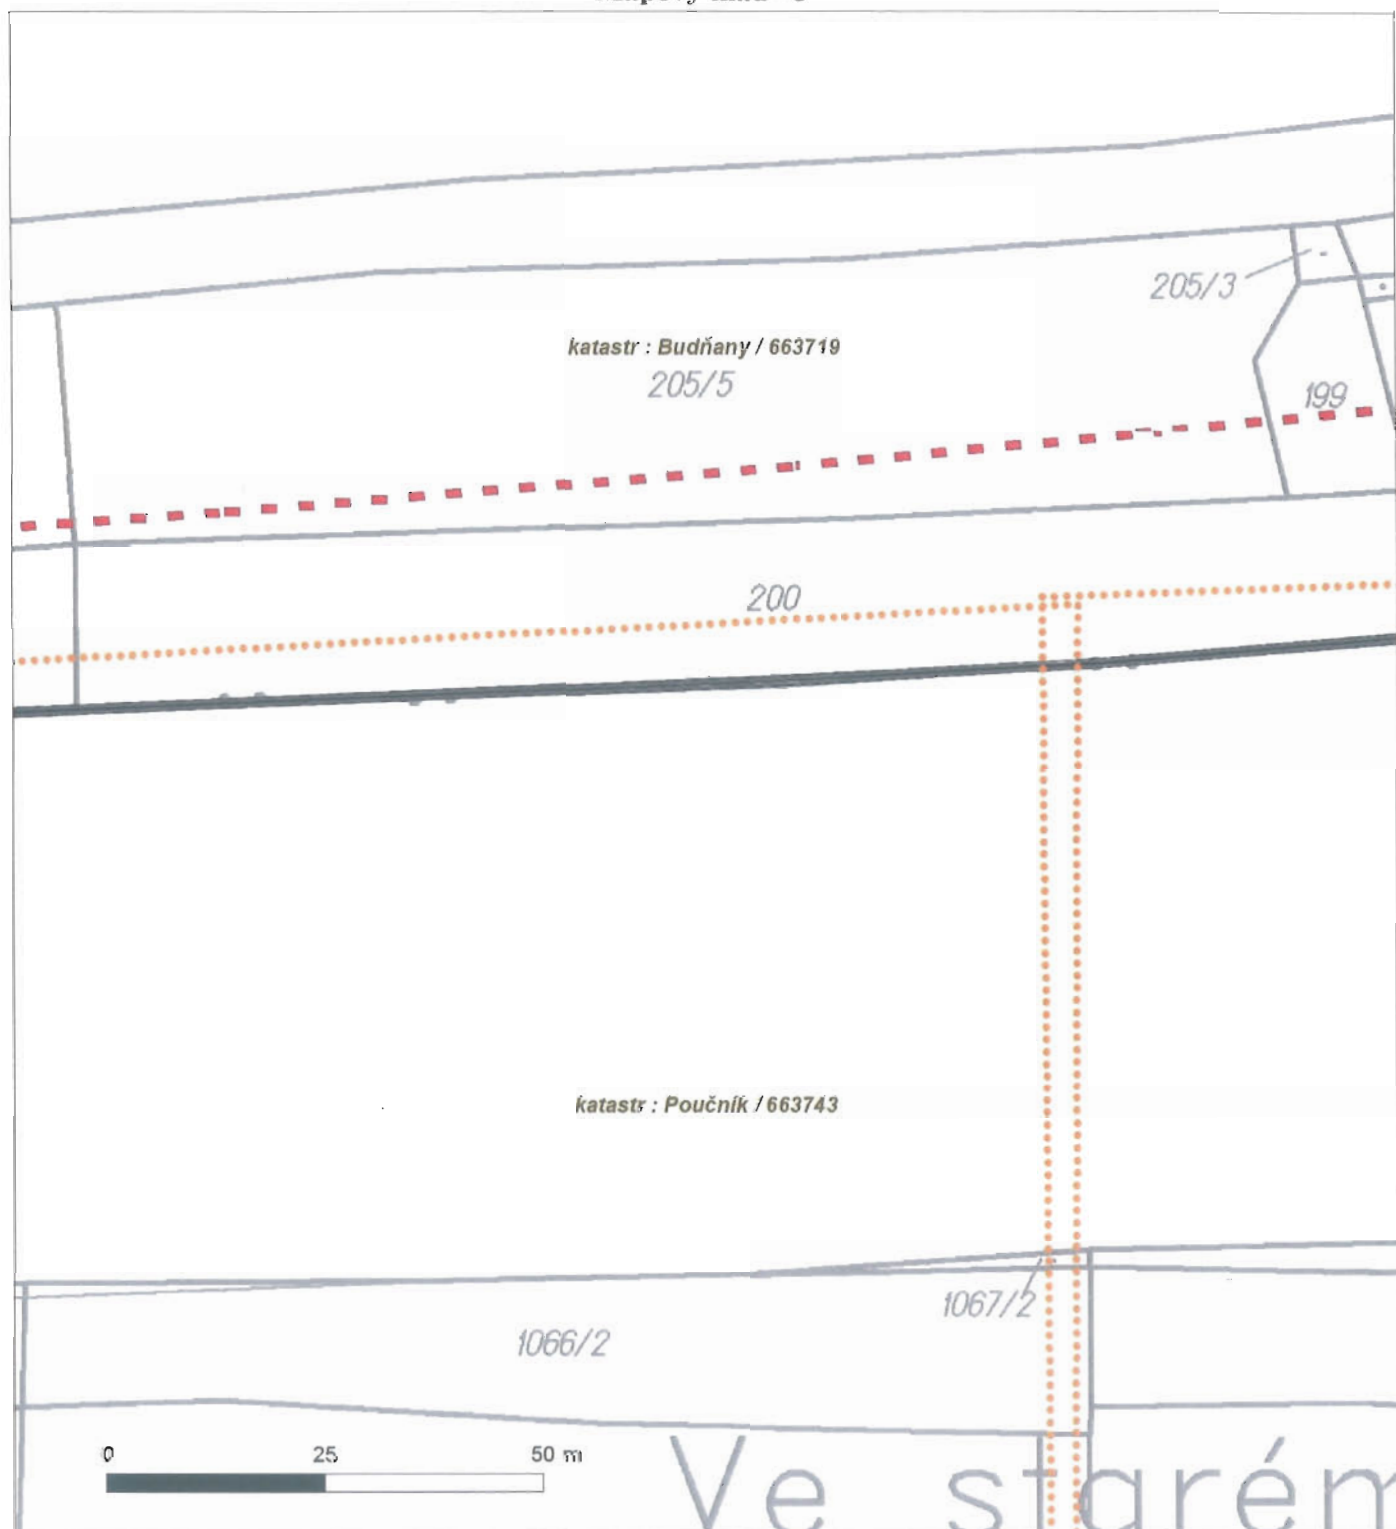 205/3
katastr : Budňany / 663719
205/5
199
200
katastr : Poučník / 663743
1067/2
1066/2
0 25 50 m
Ve starém